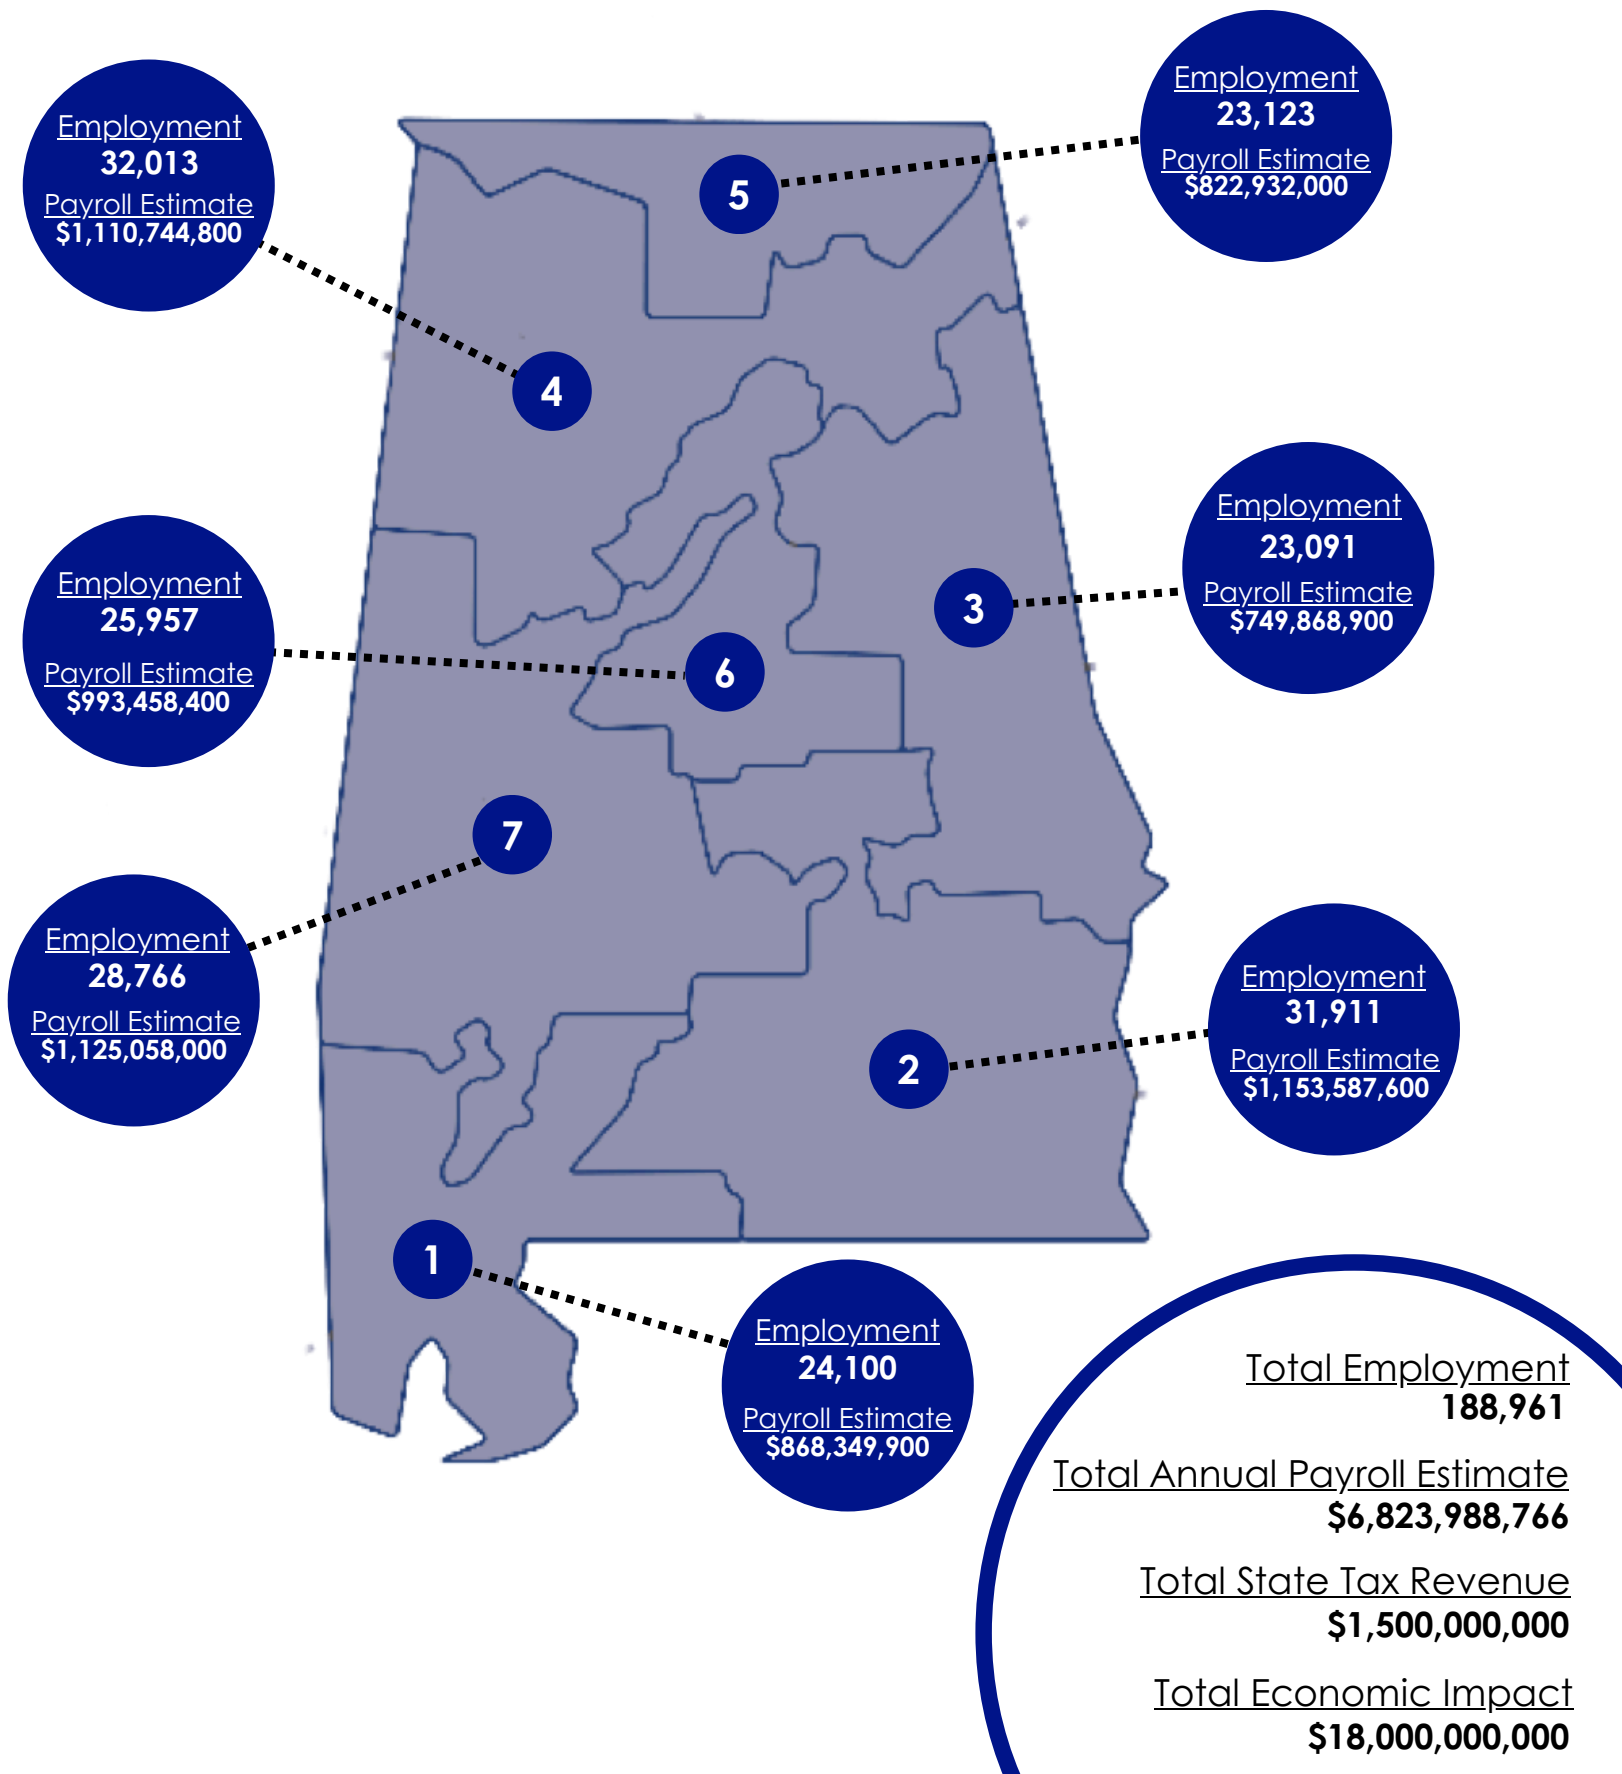 Employment
23,123
Payroll Estimate
$822,932,000
Employment
32,013
Payroll Estimate
$1,110,744,800
5
4
Employment
23,091
Payroll Estimate
$749,868,900
3
Employment
25,957
Payroll Estimate
$993,458,400
6
7
Employment
28,766
Payroll Estimate
$1,125,058,000
Employment
31,911
Payroll Estimate
$1,153,587,600
2
1
Employment
24,100
Payroll Estimate
$868,349,900
Total Employment
188,961
Total Annual Payroll Estimate
$6,823,988,766
Total State Tax Revenue
$1,500,000,000
Total Economic Impact
$18,000,000,000